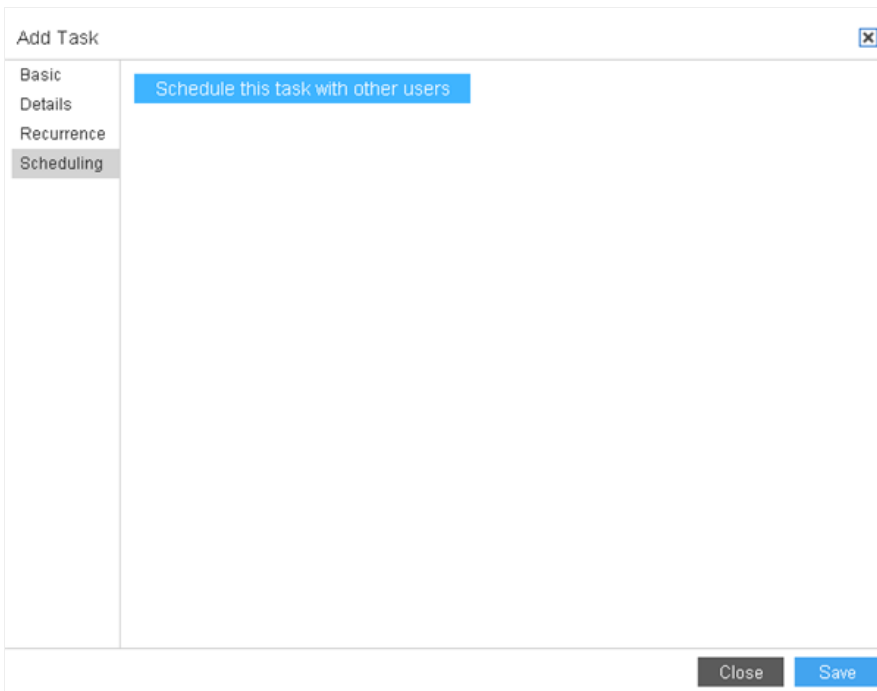 Add Task
Basic
Details
Recurrence
Scheduling
Schedule this task with other users
Close
Save